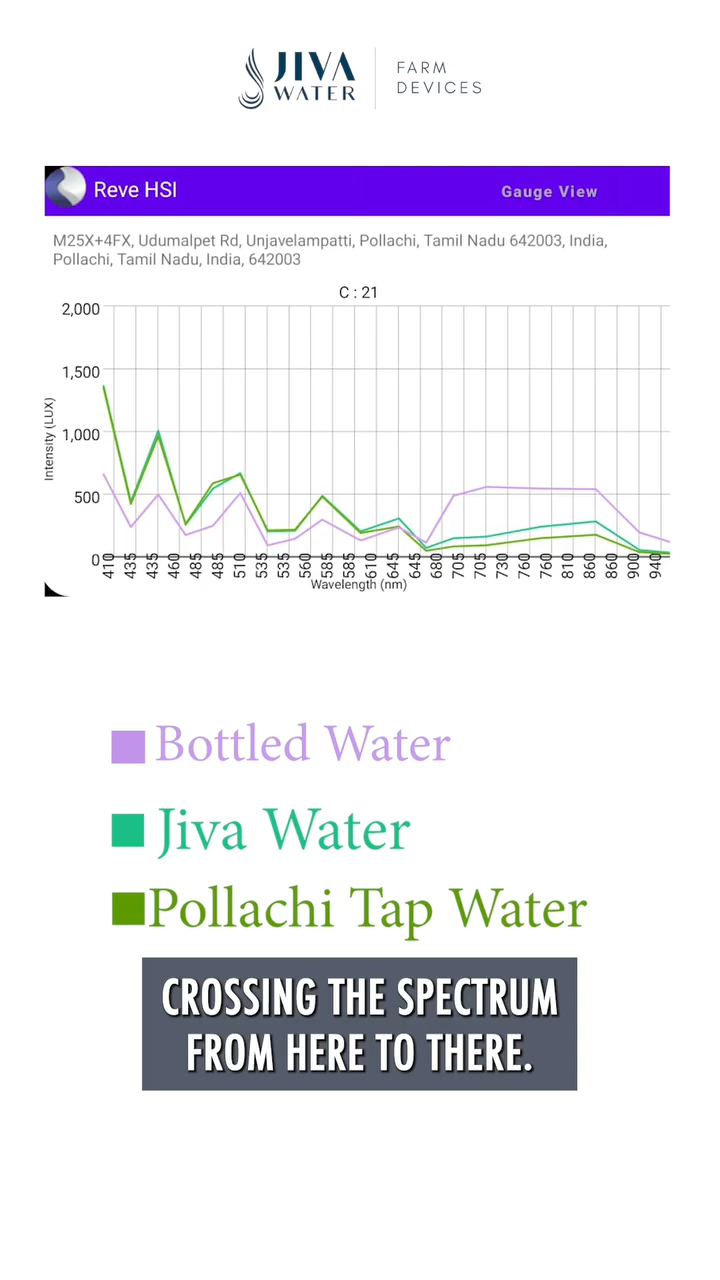 JIVA
WATER
FARM
DEVICES
Reve HSI
Gauge View
M25X+4FX, Udumalpet Rd, Unjavelampatti, Pollachi, Tamil Nadu 642003, India,
Pollachi, Tamil Nadu, India, 642003
C : 21
2,000
1,500
1,000
500
0
Intensity (LUX)
410 435 435 460 485 485 510 535 535 560 585 585 610 645 645 680 705 705 730 760 760 810 860 860 900 940
Wavelength (nm)
Bottled Water
Jiva Water
Pollachi Tap Water
CROSSING THE SPECTRUM
FROM HERE TO THERE.